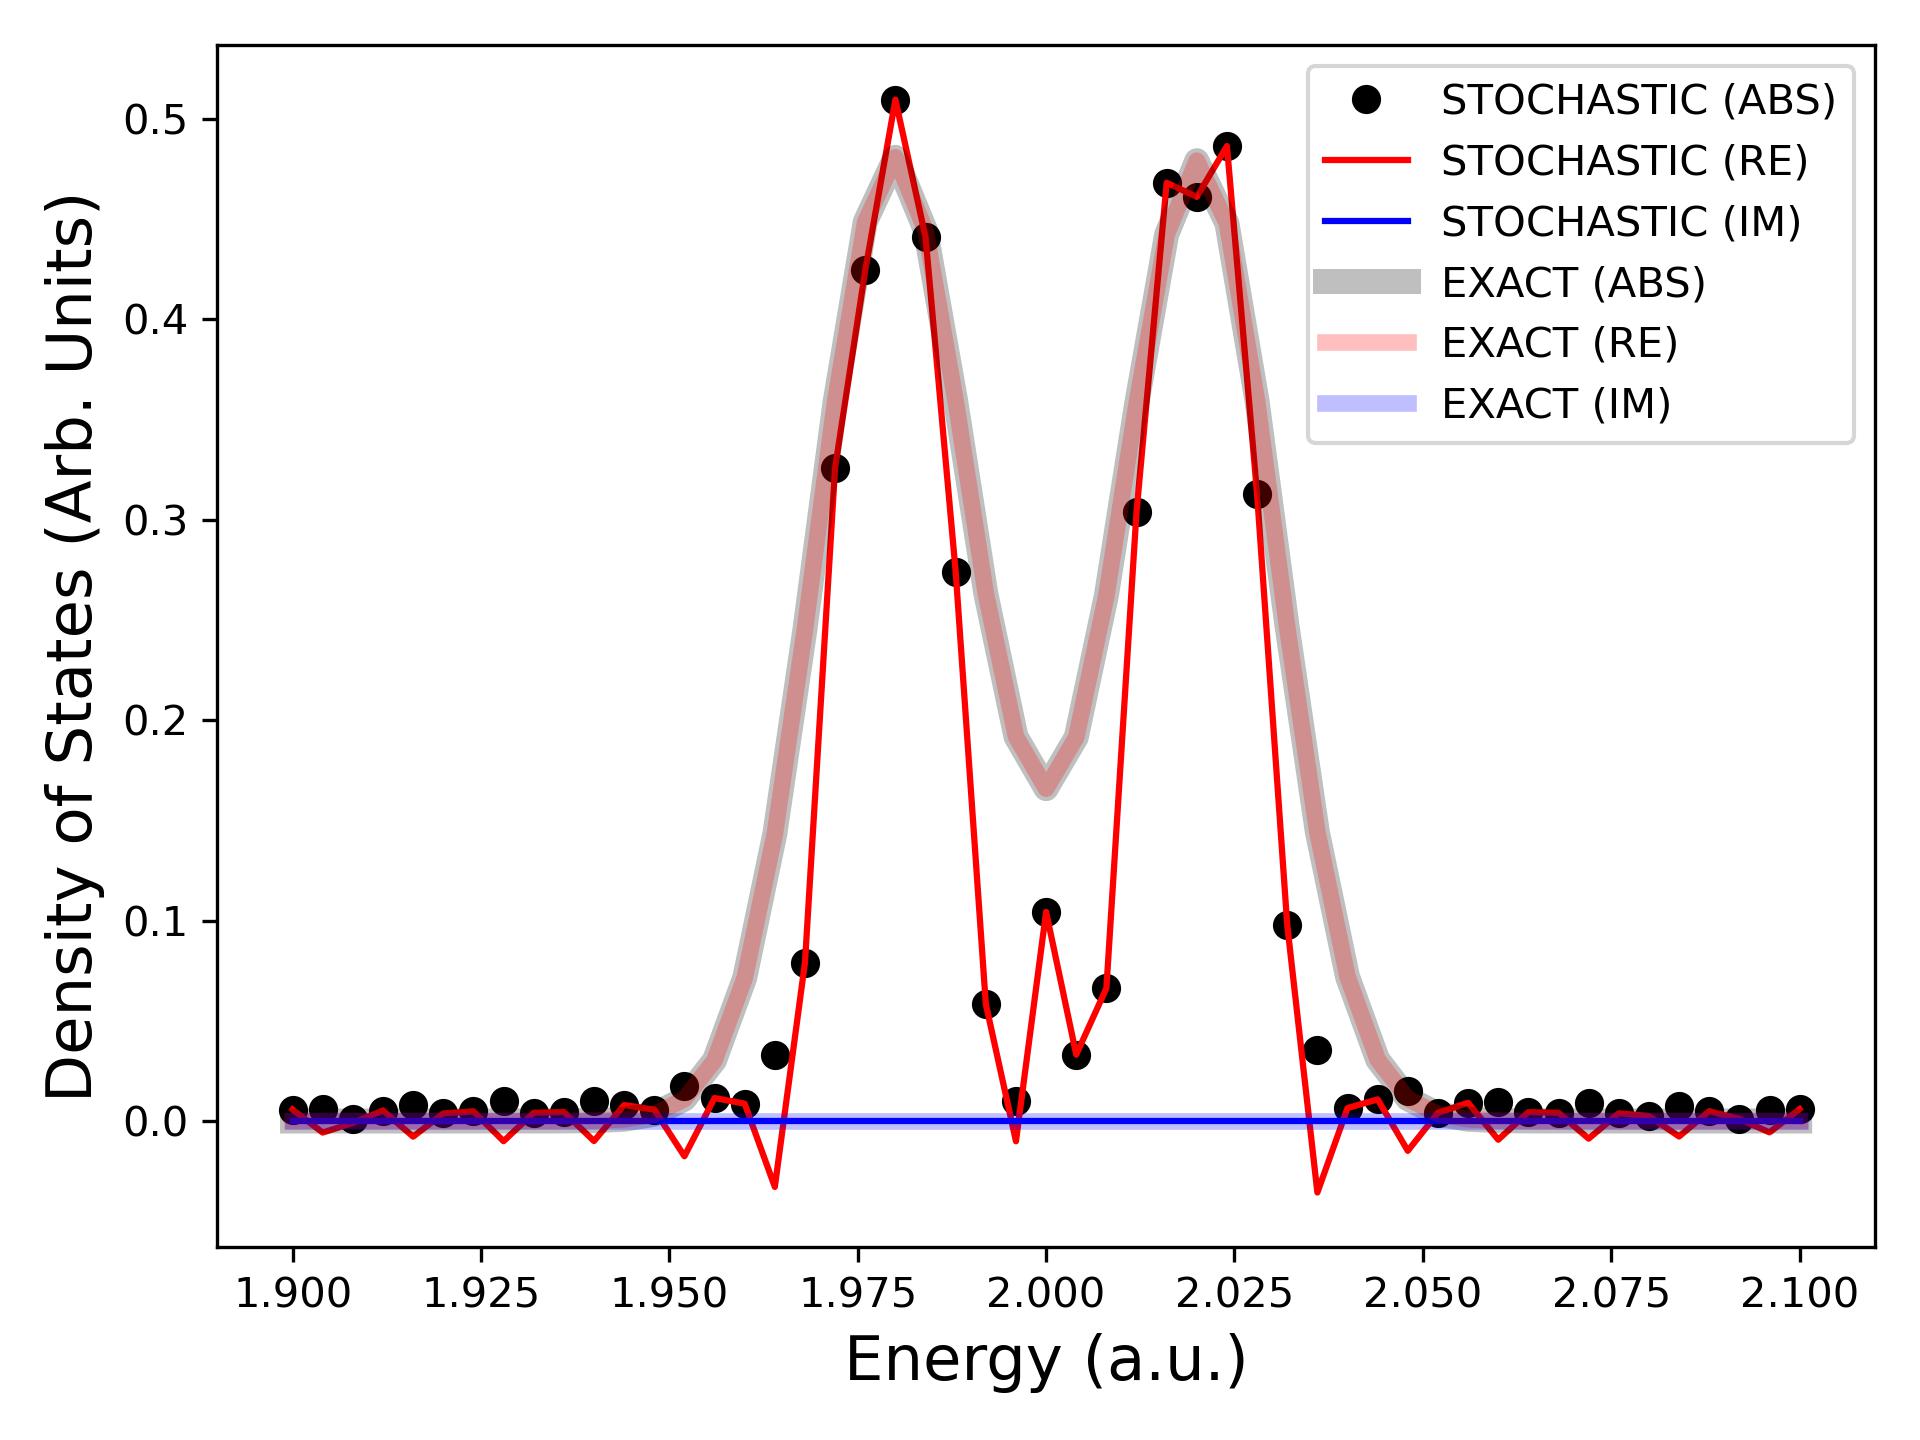 Density of States (Arb. Units)
0.5
0.4
0.3
0.2
0.1
0.0
STOCHASTIC (ABS)
STOCHASTIC (RE)
STOCHASTIC (IM)
EXACT (ABS)
EXACT (RE)
EXACT (IM)
1.900 1.925 1.950 1.975 2.000 2.025 2.050 2.075 2.100
Energy (a.u.)